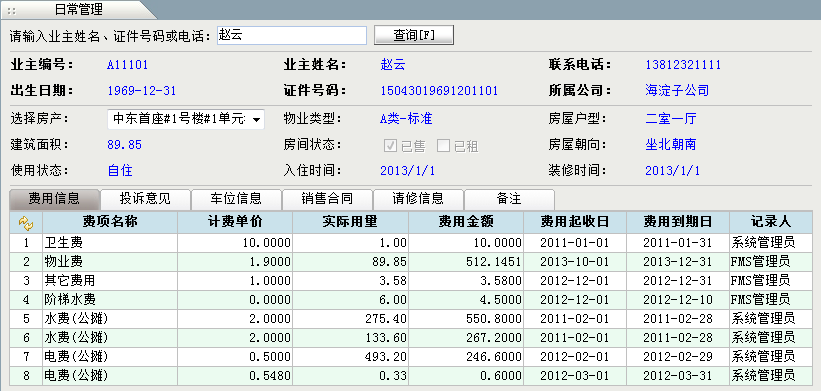 日常管理
请输入业主姓名、证件号码或电话: 赵云 查询[F]
业主编号: A11101 业主姓名: 赵云 联系电话: 13812321111
出生日期: 1969-12-31 证件号码: 15043019691201101 所属公司: 海淀子公司
选择房产: 中东首座#1号楼#1单元 物业类型: A类-标准 房屋户型: 二室一厅
建筑面积: 89.85 房间状态: 已售 已租 房屋朝向: 坐北朝南
使用状态: 自住 入住时间: 2013/1/1 装修时间: 2013/1/1
费用信息 投诉意见 车位信息 销售合同 请修信息 备注
费项名称 计费单价 实际用量 费用金额 费用起收日 费用到期日 记录人
1 卫生费 10.0000 1.00 10.0000 2011-01-01 2011-01-31 系统管理员
2 物业费 1.9000 89.85 512.1451 2013-10-01 2013-12-31 FMS管理员
3 其它费用 1.0000 3.58 3.5800 2012-12-01 2012-12-31 FMS管理员
4 阶梯水费 0.0000 6.00 4.5000 2012-12-01 2012-12-10 FMS管理员
5 水费(公摊) 2.0000 275.40 550.8000 2011-02-01 2011-02-28 系统管理员
6 水费(公摊) 2.0000 133.60 267.2000 2011-02-01 2011-02-28 系统管理员
7 电费(公摊) 0.5000 493.20 246.6000 2012-02-01 2012-02-29 系统管理员
8 电费(公摊) 0.5480 0.33 0.6000 2012-03-01 2012-03-31 系统管理员